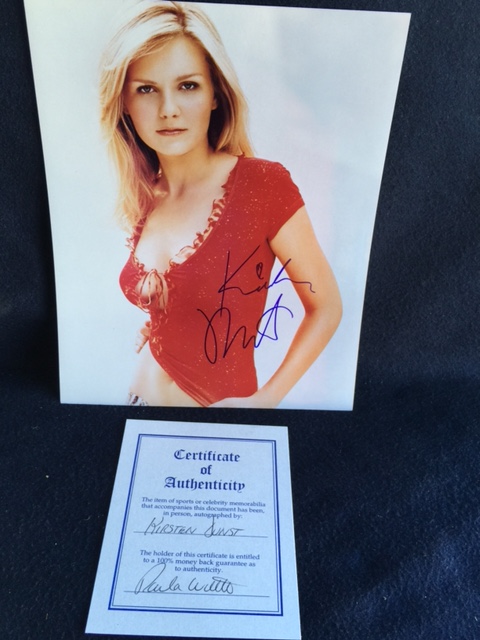 Certificate
of
Authenticity
The item of sports or celebrity memorabilia
that accompanies this document has been,
in person, autographed by:
KIRSTEN DUNST
The holder of this certificate is entitled
to a 100% money back guarantee as
to authenticity.
Paula